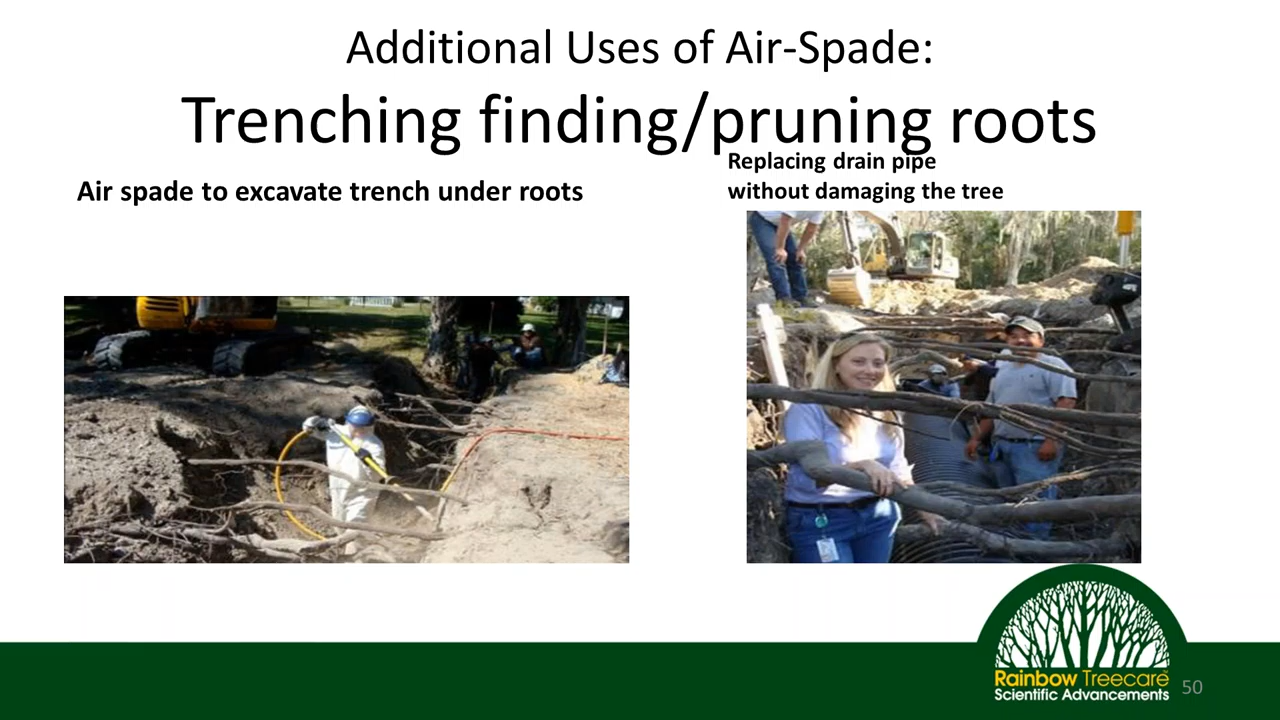 Additional Uses of Air-Spade:
Trenching finding/pruning roots
Replacing drain pipe
without damaging the tree
Air spade to excavate trench under roots
Rainbow Treecare
Scientific Advancements
50